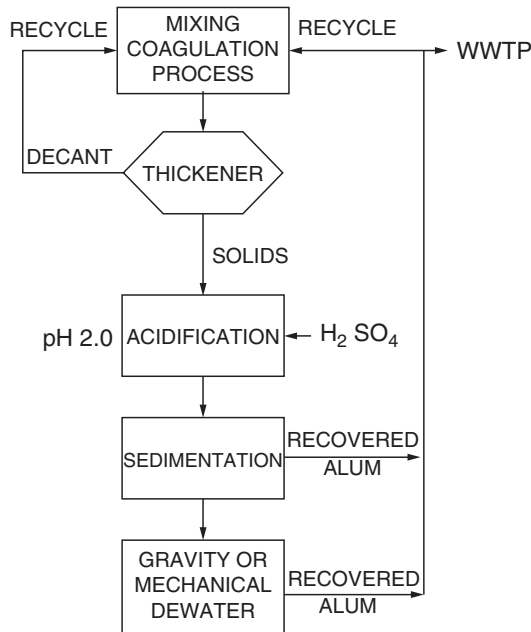 RECYCLE
MIXING
COAGULATION
PROCESS
RECYCLE
WWTP
DECANT
THICKENER
SOLIDS
pH 2.0
ACIDIFICATION
H₂ SO₄
SEDIMENTATION
RECOVERED
ALUM
GRAVITY OR
MECHANICAL
DEWATER
RECOVERED
ALUM